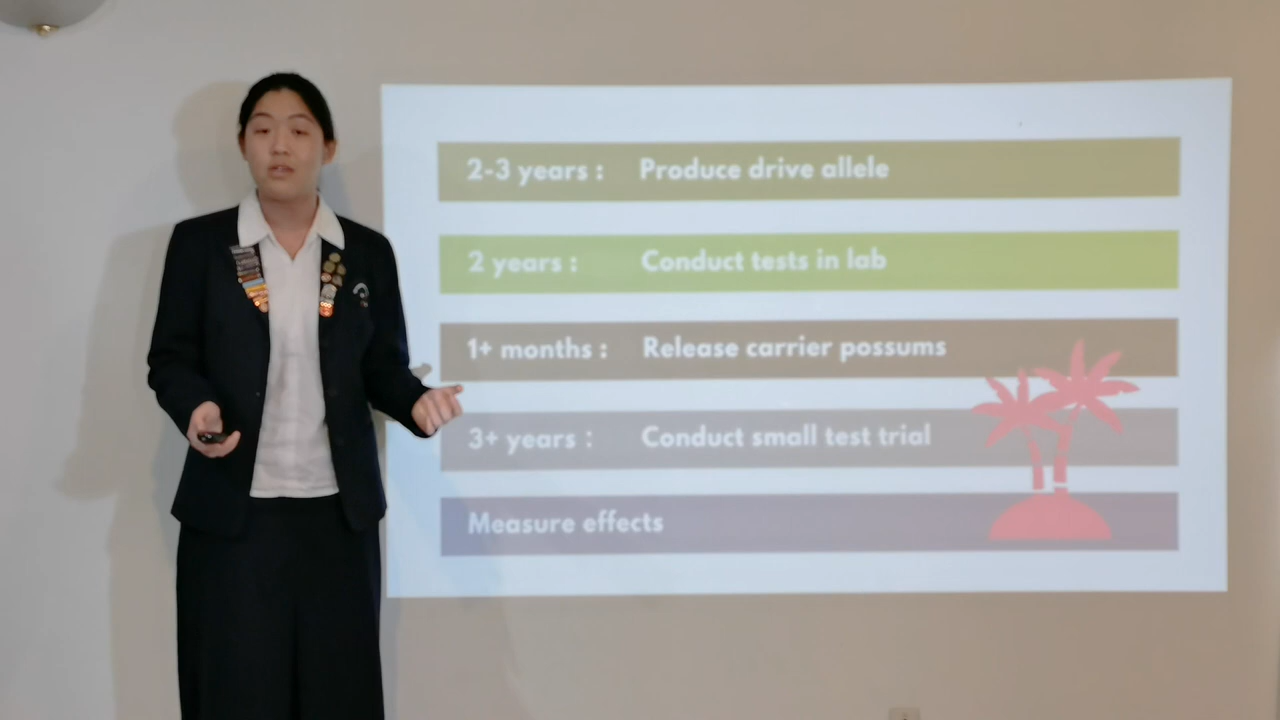 2-3 years : Produce drive allele
2 years : Conduct tests in lab
1+ months : Release carrier possums
3+ years : Conduct small test trial
Measure effects